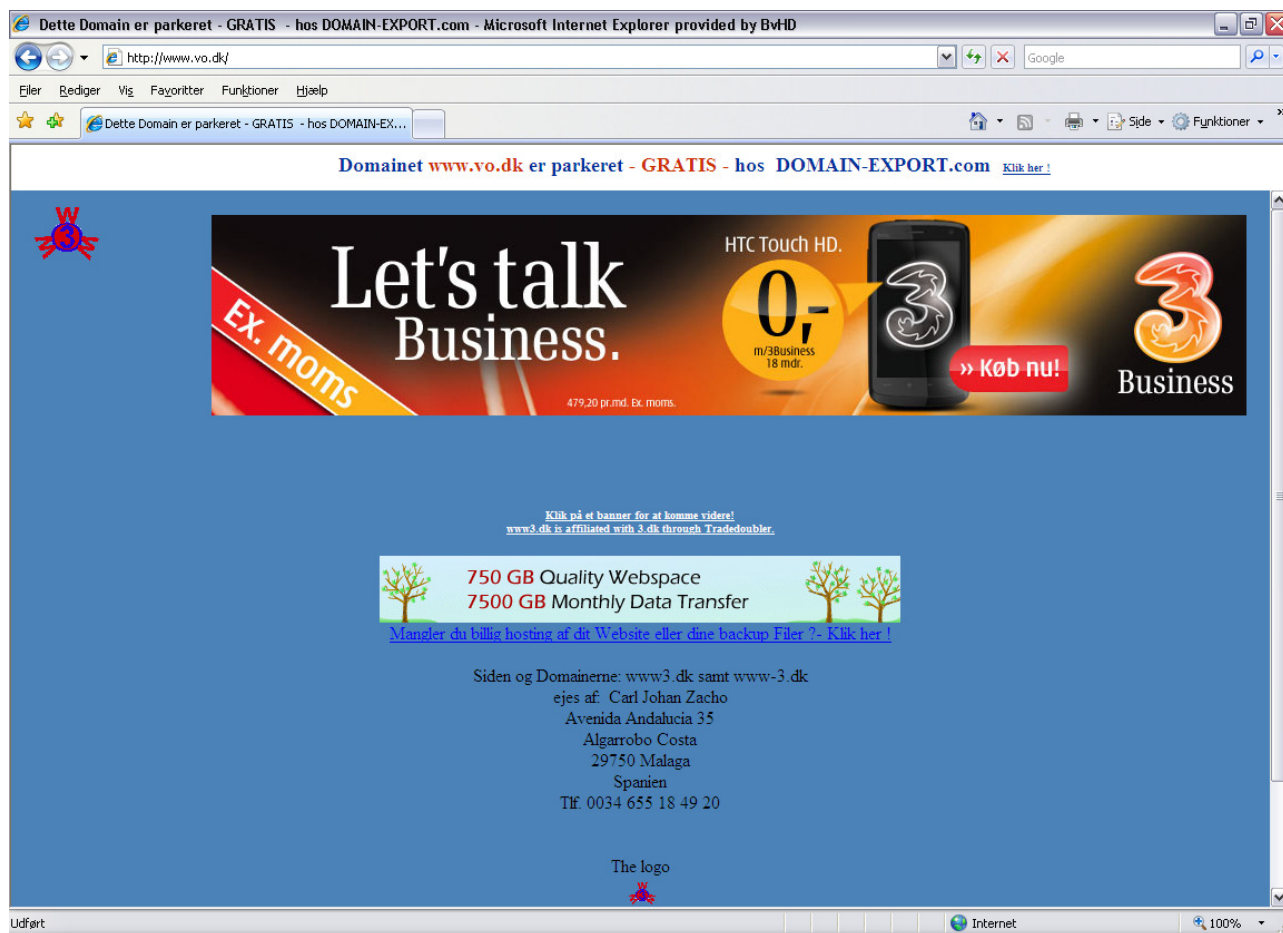 Dette Domain er parkeret - GRATIS - hos DOMAIN-EXPORT.com - Microsoft Internet Explorer provided by BvHD
http://www.vo.dk/
Google
Filer Rediger Vis Favoritter Funktioner Hjælp
Dette Domain er parkeret - GRATIS - hos DOMAIN-EX...
Side Funktioner
Domainet www.vo.dk er parkeret - GRATIS - hos DOMAIN-EXPORT.com Klik her !
W
3
Ex. moms
Let's talk
Business.
479,20 pr.md. Ex. moms.
HTC Touch HD.
0,-
m/3Business
18 mdr.
3
›› Køb nu!
3
Business
Klik på et banner for at komme videre!
www3.dk is affiliated with 3.dk through Tradedoubler.
750 GB Quality Webspace
7500 GB Monthly Data Transfer
Mangler du billig hosting af dit Website eller dine backup Filer ?- Klik her !
Siden og Domainerne: www3.dk samt www-3.dk
ejes af: Carl Johan Zacho
Avenida Andalucia 35
Algarrobo Costa
29750 Malaga
Spanien
Tlf. 0034 655 18 49 20
The logo
W
3
Udført
Internet
100%